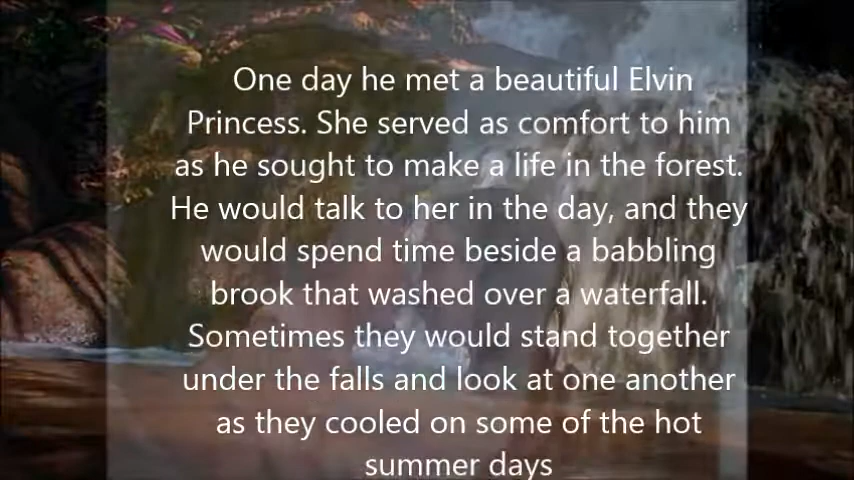 One day he met a beautiful Elvin
Princess. She served as comfort to him
as he sought to make a life in the forest.
He would talk to her in the day, and they
would spend time beside a babbling
brook that washed over a waterfall.
Sometimes they would stand together
under the falls and look at one another
as they cooled on some of the hot
summer days